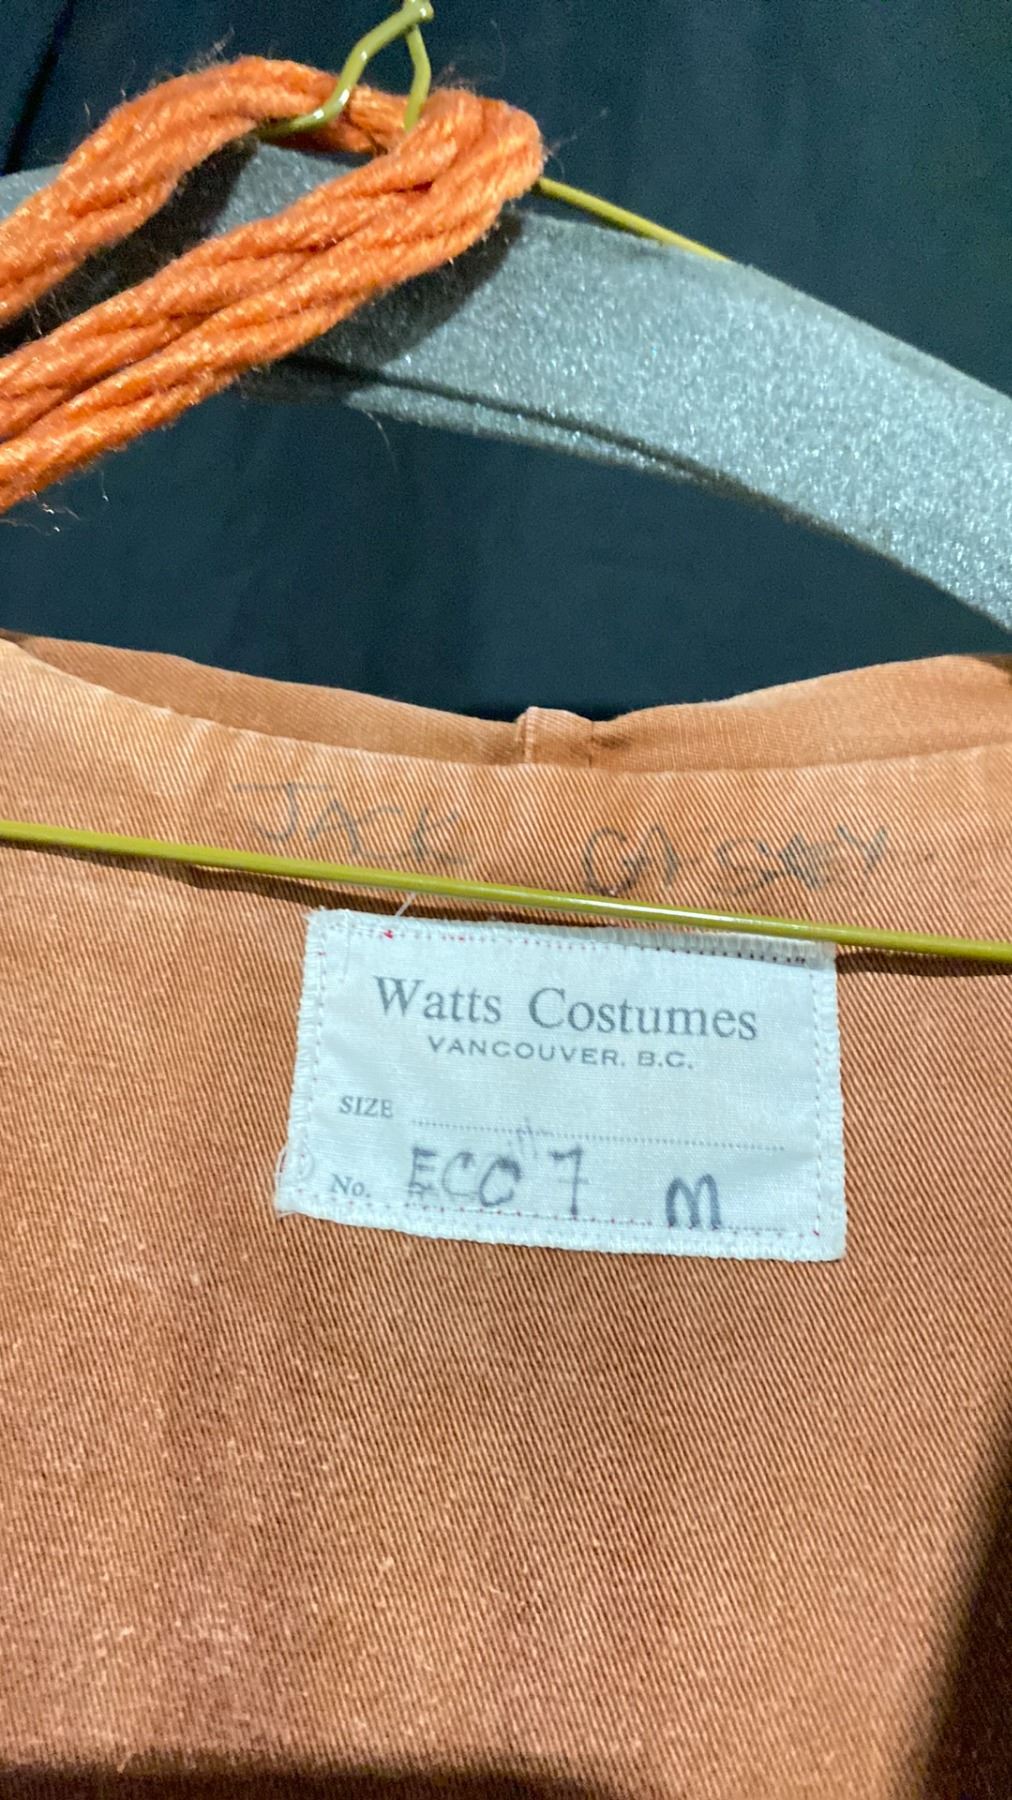 JACK
Watts Costumes
VANCOUVER, B.C.
SIZE
No. ECC "7 M